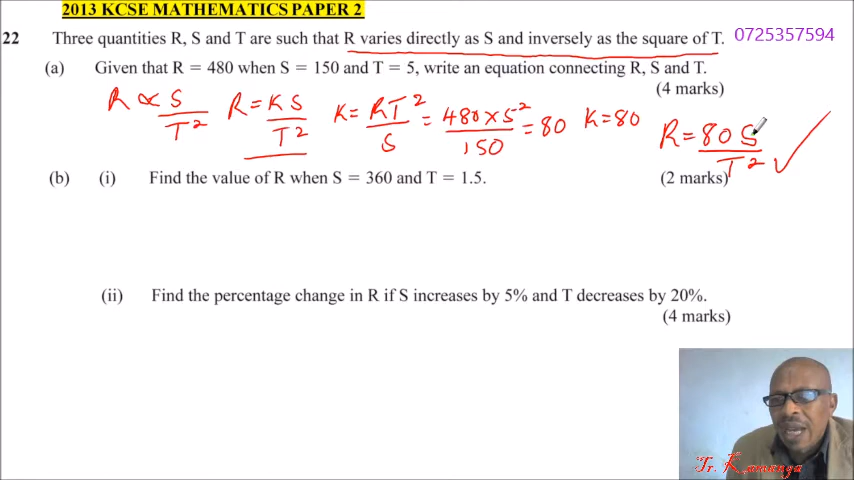 2013 KCSE MATHEMATICS PAPER 2
22 Three quantities R, S and T are such that R varies directly as S and inversely as the square of T. 0725357594
(a) Given that R = 480 when S = 150 and T = 5, write an equation connecting R, S and T.
(4 marks)
R ∝ S/T² R = KS/T² K = RT²/S = 480 × 5²/150 = 80 K = 80 R = 80S/T² ✓
(b) (i) Find the value of R when S = 360 and T = 1.5. (2 marks)
(ii) Find the percentage change in R if S increases by 5% and T decreases by 20%.
(4 marks)
Tr. Kamanga